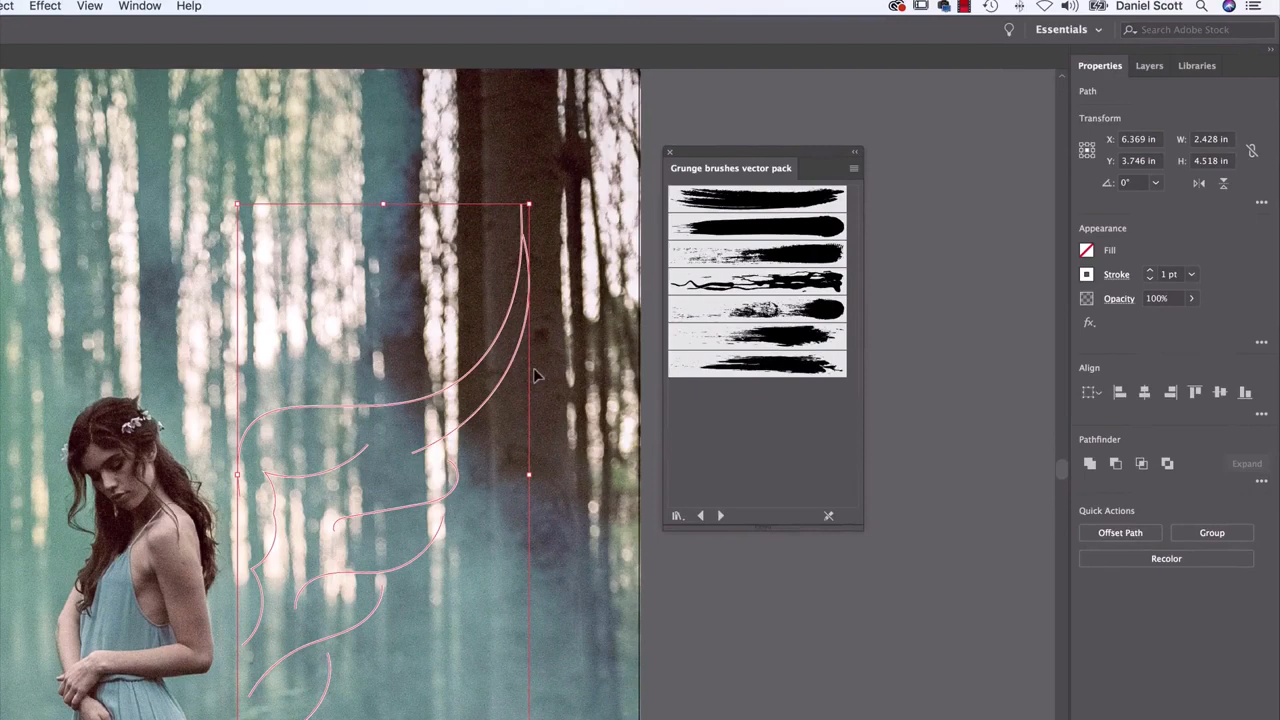 ect Effect View Window Help Daniel Scott
Essentials Search Adobe Stock
Properties Layers Libraries
Path
Transform
X: 6.369 in W: 2.428 in
Y: 3.746 in H: 4.518 in
0°
Appearance
Fill
Stroke 1 pt
Opacity 100%
fx.
Align
Pathfinder
Expand
Quick Actions
Offset Path Group
Recolor
Grunge brushes vector pack